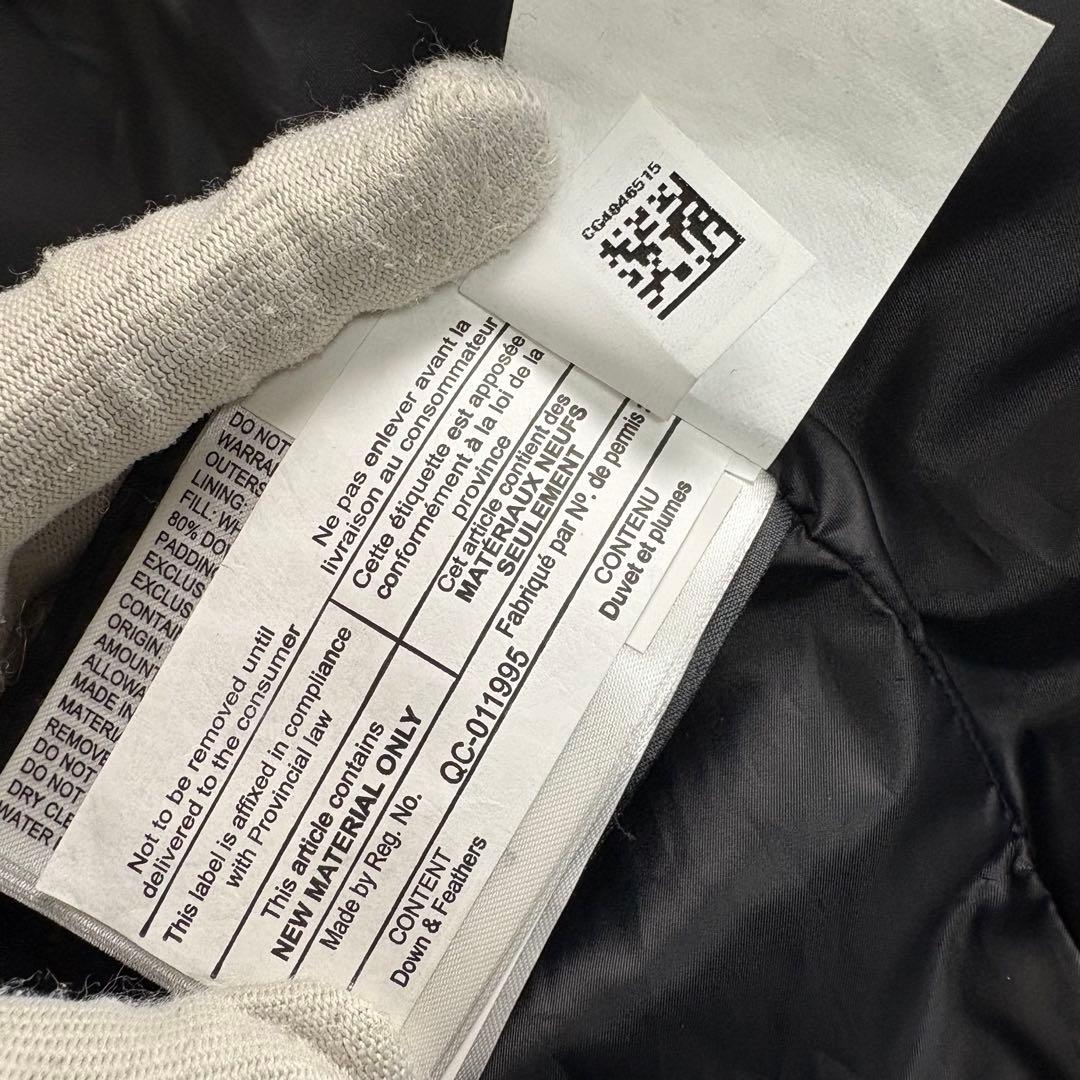 CG4846515
Ne pas enlever avant la
livraison au consommateur
Cette étiquette est apposée
conformément à la loi de la
province
Cet article contient des
MATÉRIAUX NEUFS
SEULEMENT
Fabriqué par Nº. de permis :
CONTENU
Duvet et plumes
Not to be removed until
delivered to the consumer
This label is affixed in compliance
with Provincial law
This article contains
NEW MATERIAL ONLY
Made by Reg. No.
QC-011995
CONTENT
Down & Feathers
DO NOT
WARRA
OUTERS
LINING:
FILL: WH
80% DO
PADDING
EXCLUS
EXCLUS
CONTAI
ORIGIN
AMOUNT
ALLOWA
MADE IN
MATERI
REMOVE
DO NOT
DO NOT
DRY CLE
WATER